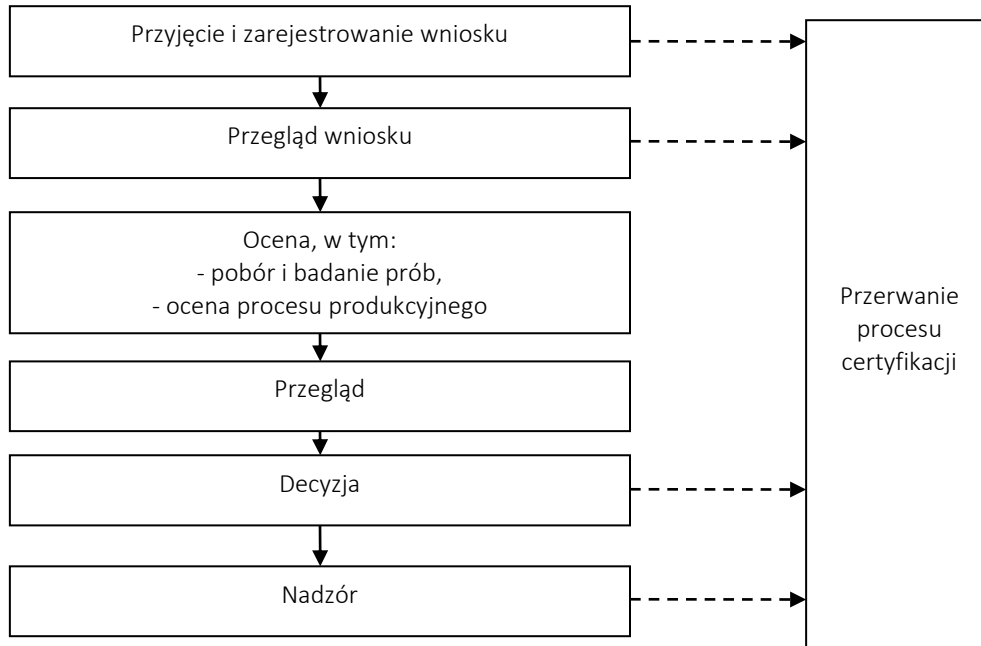 Przyjęcie i zarejestrowanie wniosku
Przegląd wniosku
Ocena, w tym:
- pobór i badanie prób,
- ocena procesu produkcyjnego
Przegląd
Decyzja
Nadzór
Przerwanie
procesu
certyfikacji